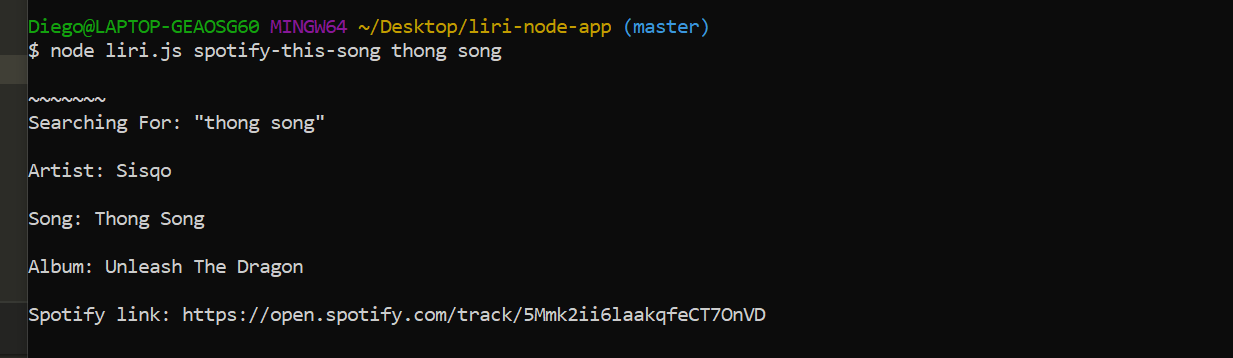 Diego@LAPTOP-GEAOSG60 MINGW64 ~/Desktop/liri-node-app (master)
$ node liri.js spotify-this-song thong song
~~~~~~~
Searching For: "thong song"
Artist: Sisqo
Song: Thong Song
Album: Unleash The Dragon
Spotify link: https://open.spotify.com/track/5Mmk2ii6laakqfeCT7OnVD